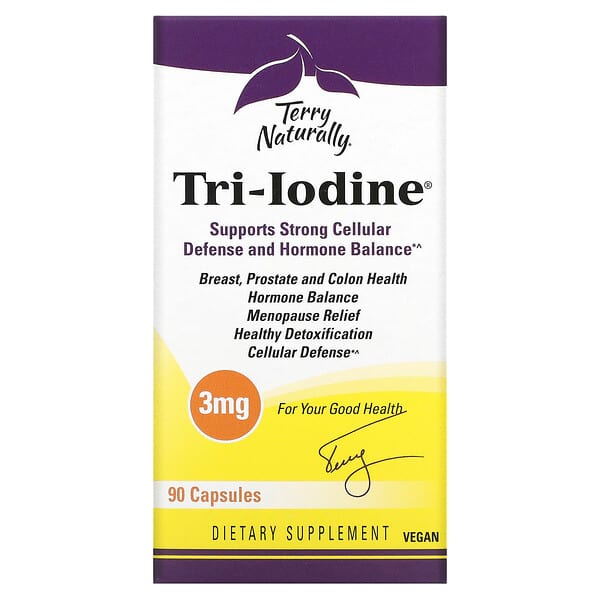 Terry
Naturally®
Tri-Iodine®
Supports Strong Cellular
Defense and Hormone Balance*^
Breast, Prostate and Colon Health
Hormone Balance
Menopause Relief
Healthy Detoxification
Cellular Defense*^
3mg
For Your Good Health
Terry
90 Capsules
DIETARY SUPPLEMENT
VEGAN